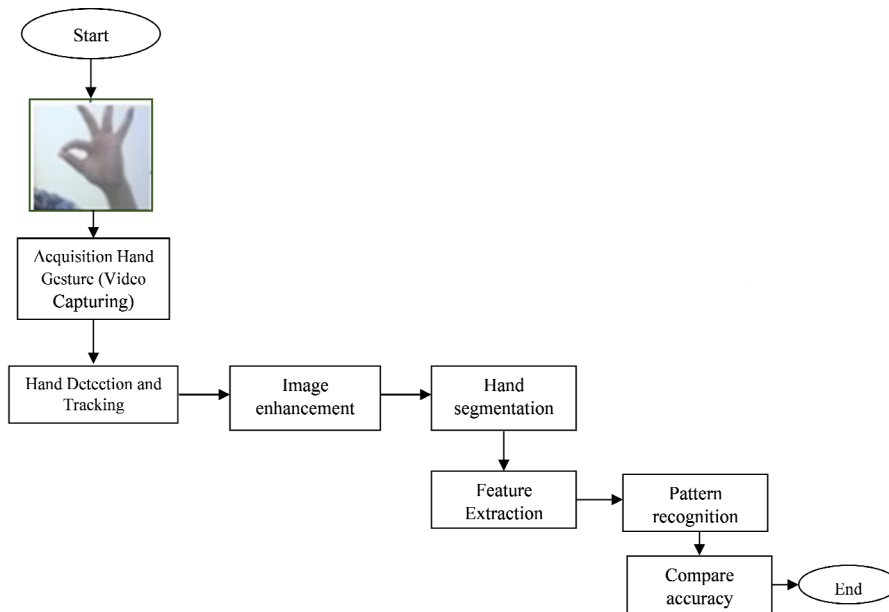 Start
Acquisition Hand
Gesture (Video
Capturing)
Hand Detection and
Tracking
Image
enhancement
Hand
segmentation
Feature
Extraction
Pattern
recognition
Compare
accuracy
End